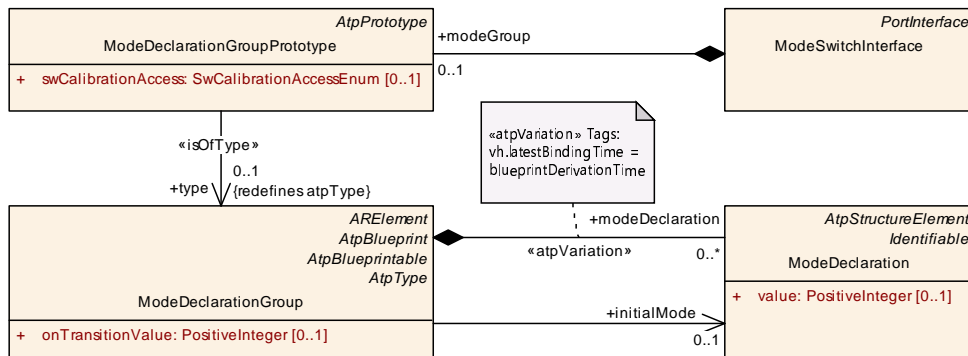 AtpPrototype
ModeDeclarationGroupPrototype
+ swCalibrationAccess: SwCalibrationAccessEnum [0..1]
+modeGroup
0..1
PortInterface
ModeSwitchInterface
«atpVariation» Tags:
vh.latestBindingTime =
blueprintDerivationTime
«isOfType»
0..1
+type
{redefines atpType}
ARElement
AtpBlueprint
AtpBlueprintable
AtpType
ModeDeclarationGroup
+ onTransitionValue: PositiveInteger [0..1]
+modeDeclaration
«atpVariation»
0..*
+initialMode
0..1
AtpStructureElement
Identifiable
ModeDeclaration
+ value: PositiveInteger [0..1]